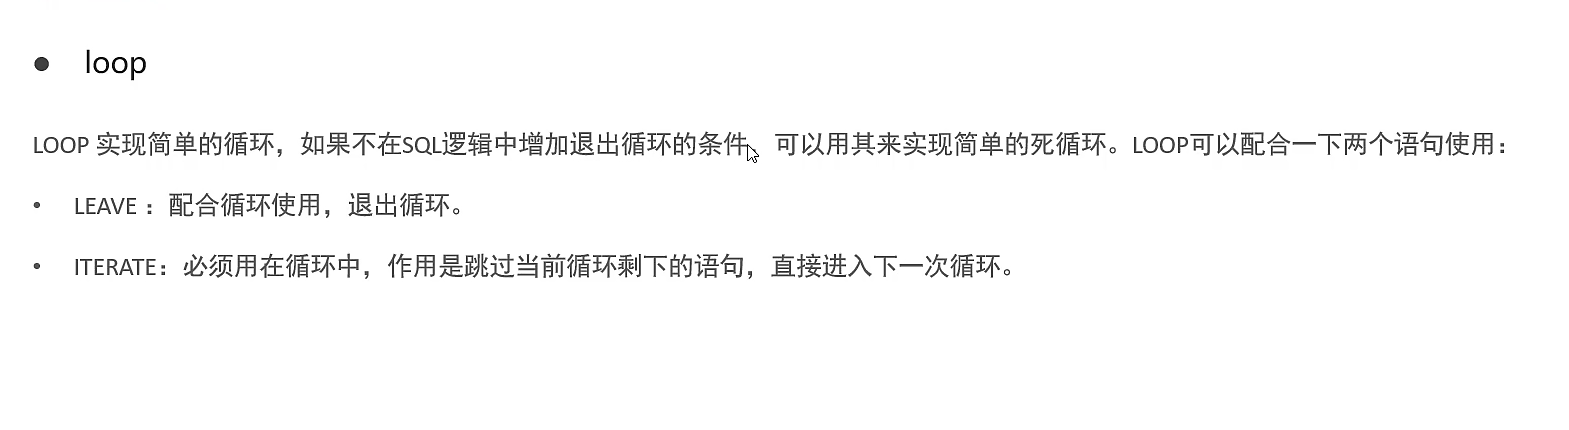 ● loop
LOOP 实现简单的循环，如果不在SQL逻辑中增加退出循环的条件，可以用其来实现简单的死循环。LOOP可以配合一下两个语句使用：
• LEAVE ：配合循环使用，退出循环。
• ITERATE：必须用在循环中，作用是跳过当前循环剩下的语句，直接进入下一次循环。